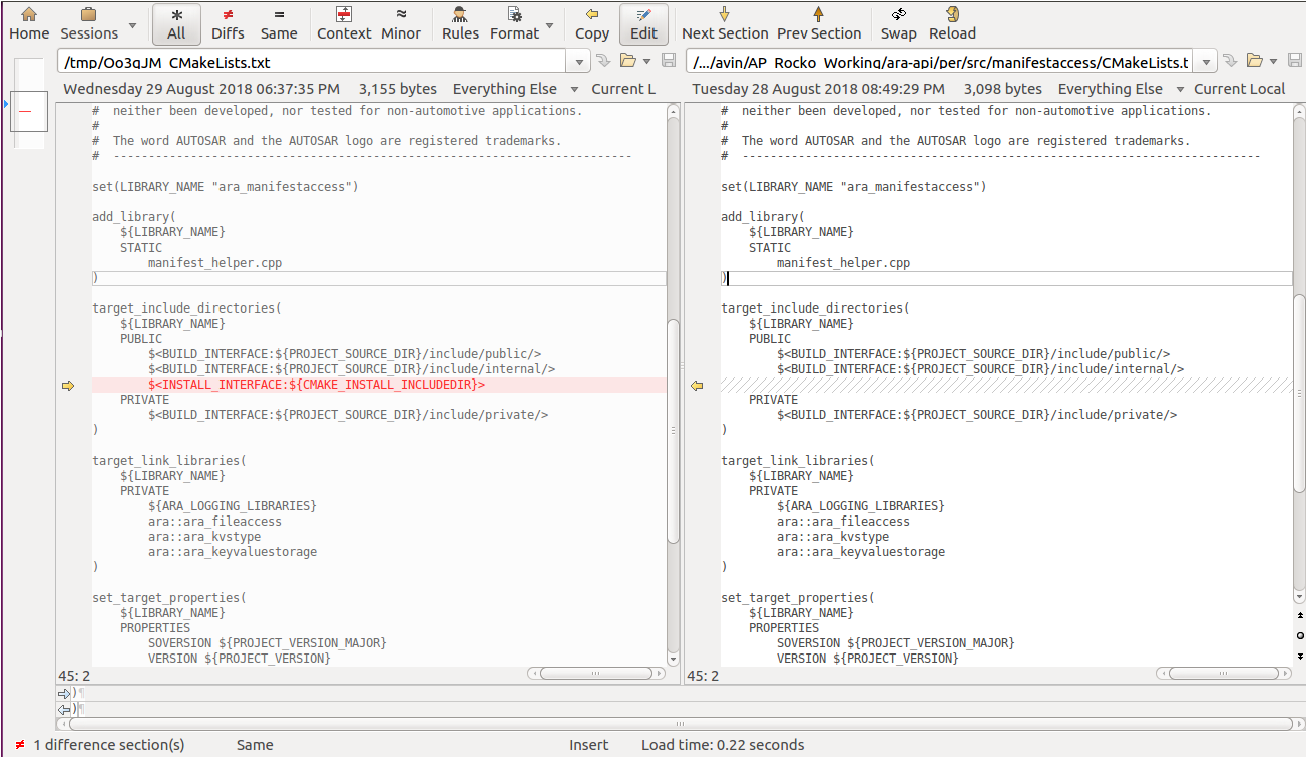 Home Sessions All Diffs Same Context Minor Rules Format Copy Edit Next Section Prev Section Swap Reload
/tmp/Oo3qJM_CMakeLists.txt
/.../avin/AP_Rocko_Working/ara-api/per/src/manifestaccess/CMakeLists.t
Wednesday 29 August 2018 06:37:35 PM 3,155 bytes Everything Else Current L
Tuesday 28 August 2018 08:49:29 PM 3,098 bytes Everything Else Current Local
#  neither been developed, nor tested for non-automotive applications.
#
#  The word AUTOSAR and the AUTOSAR logo are registered trademarks.
#  --------------------------------------------------------------------------
set(LIBRARY_NAME "ara_manifestaccess")
add_library(
    ${LIBRARY_NAME}
    STATIC
        manifest_helper.cpp
)
target_include_directories(
    ${LIBRARY_NAME}
    PUBLIC
        $<BUILD_INTERFACE:${PROJECT_SOURCE_DIR}/include/public/>
        $<BUILD_INTERFACE:${PROJECT_SOURCE_DIR}/include/internal/>
        $<INSTALL_INTERFACE:${CMAKE_INSTALL_INCLUDEDIR}>
    PRIVATE
        $<BUILD_INTERFACE:${PROJECT_SOURCE_DIR}/include/private/>
)
target_link_libraries(
    ${LIBRARY_NAME}
    PRIVATE
        ${ARA_LOGGING_LIBRARIES}
        ara::ara_fileaccess
        ara::ara_kvstype
        ara::ara_keyvaluestorage
)
set_target_properties(
    ${LIBRARY_NAME}
    PROPERTIES
        SOVERSION ${PROJECT_VERSION_MAJOR}
        VERSION ${PROJECT_VERSION}
45: 2
#  neither been developed, nor tested for non-automotive applications.
#
#  The word AUTOSAR and the AUTOSAR logo are registered trademarks.
#  --------------------------------------------------------------------------
set(LIBRARY_NAME "ara_manifestaccess")
add_library(
    ${LIBRARY_NAME}
    STATIC
        manifest_helper.cpp
)
target_include_directories(
    ${LIBRARY_NAME}
    PUBLIC
        $<BUILD_INTERFACE:${PROJECT_SOURCE_DIR}/include/public/>
        $<BUILD_INTERFACE:${PROJECT_SOURCE_DIR}/include/internal/>
    PRIVATE
        $<BUILD_INTERFACE:${PROJECT_SOURCE_DIR}/include/private/>
)
target_link_libraries(
    ${LIBRARY_NAME}
    PRIVATE
        ${ARA_LOGGING_LIBRARIES}
        ara::ara_fileaccess
        ara::ara_kvstype
        ara::ara_keyvaluestorage
)
set_target_properties(
    ${LIBRARY_NAME}
    PROPERTIES
        SOVERSION ${PROJECT_VERSION_MAJOR}
        VERSION ${PROJECT_VERSION}
45: 2
)¶
)¶
≠ 1 difference section(s) Same Insert Load time: 0.22 seconds